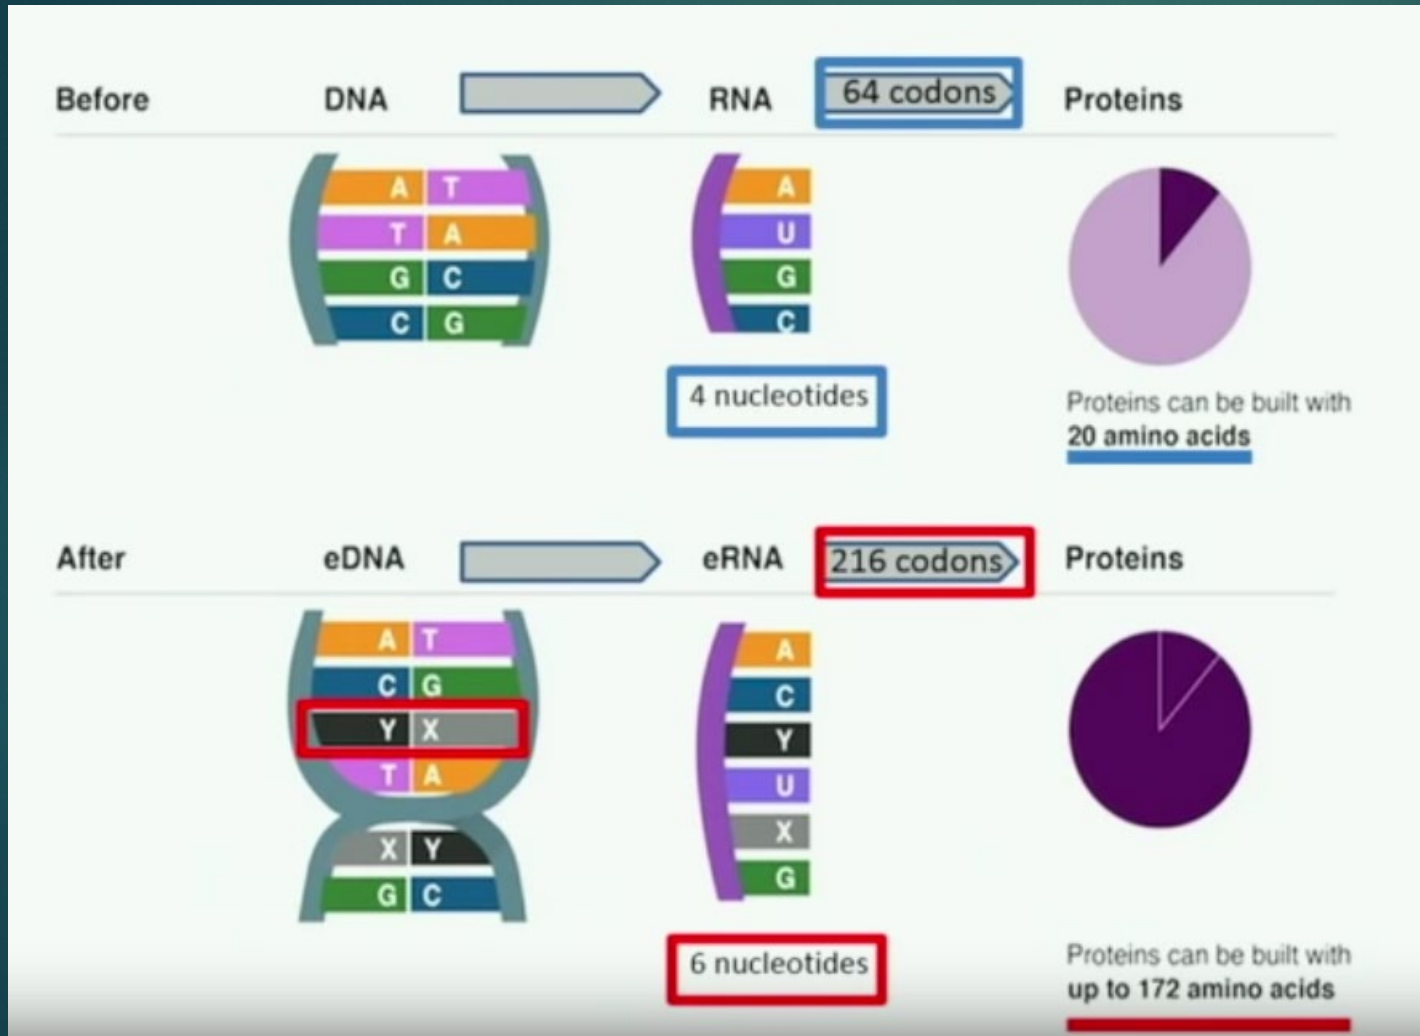 Before DNA RNA 64 codons Proteins
A T A
T A U
G C G
C G C
4 nucleotides
Proteins can be built with
20 amino acids
After eDNA eRNA 216 codons Proteins
A T A
C G C
Y X Y
T A U
X Y X
G C G
6 nucleotides
Proteins can be built with
up to 172 amino acids